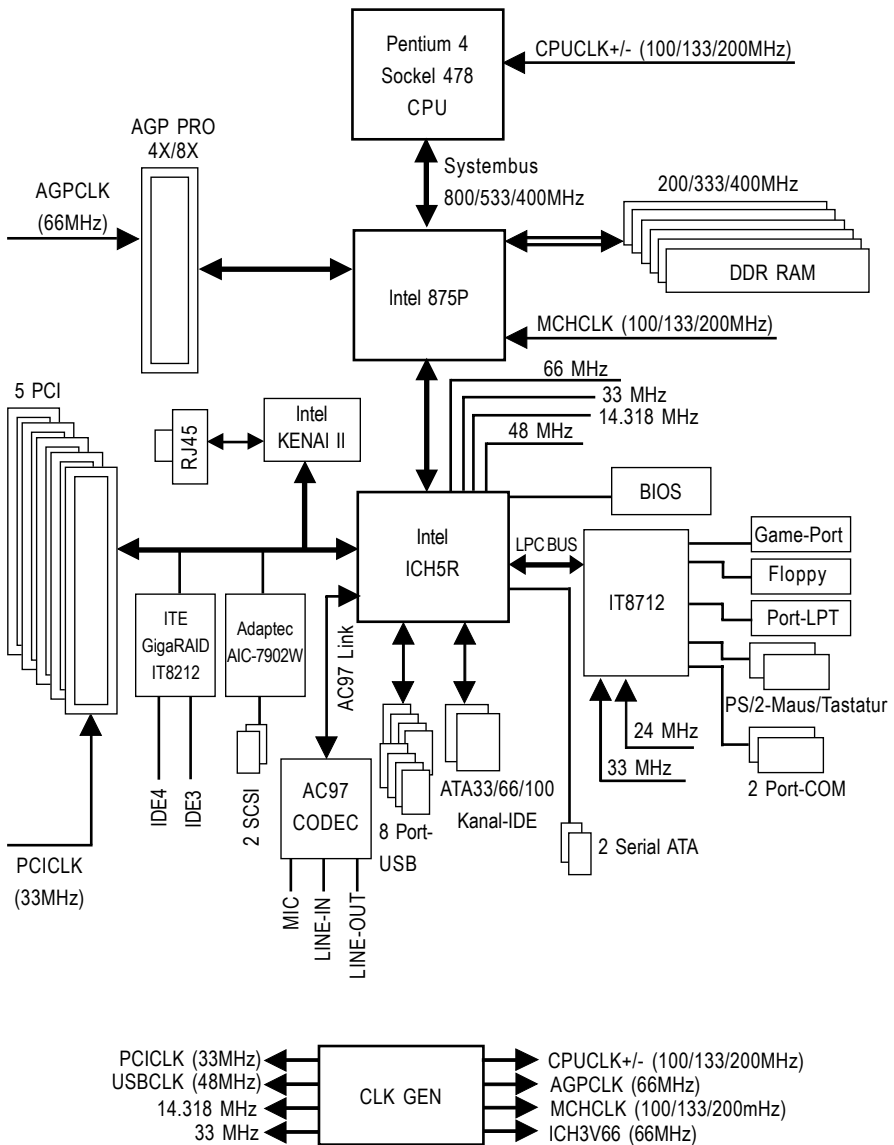 Pentium 4
Sockel 478
CPU
CPUCLK+/- (100/133/200MHz)
AGP PRO
4X/8X
Systembus
800/533/400MHz
200/333/400MHz
AGPCLK
(66MHz)
DDR RAM
Intel 875P
MCHCLK (100/133/200MHz)
66 MHz
33 MHz
14.318 MHz
48 MHz
5 PCI
RJ45
Intel
KENAI II
BIOS
Intel
ICH5R
LPC BUS
IT8712
Game-Port
Floppy
Port-LPT
PS/2-Maus/Tastatur
2 Port-COM
24 MHz
33 MHz
ITE
GigaRAID
IT8212
Adaptec
AIC-7902W
AC97 Link
IDE4
IDE3
2 SCSI
AC97
CODEC
8 Port-
USB
ATA33/66/100
Kanal-IDE
2 Serial ATA
PCICLK
(33MHz)
MIC
LINE-IN
LINE-OUT
CLK GEN
PCICLK (33MHz)
USBCLK (48MHz)
14.318 MHz
33 MHz
CPUCLK+/- (100/133/200MHz)
AGPCLK (66MHz)
MCHCLK (100/133/200mHz)
ICH3V66 (66MHz)